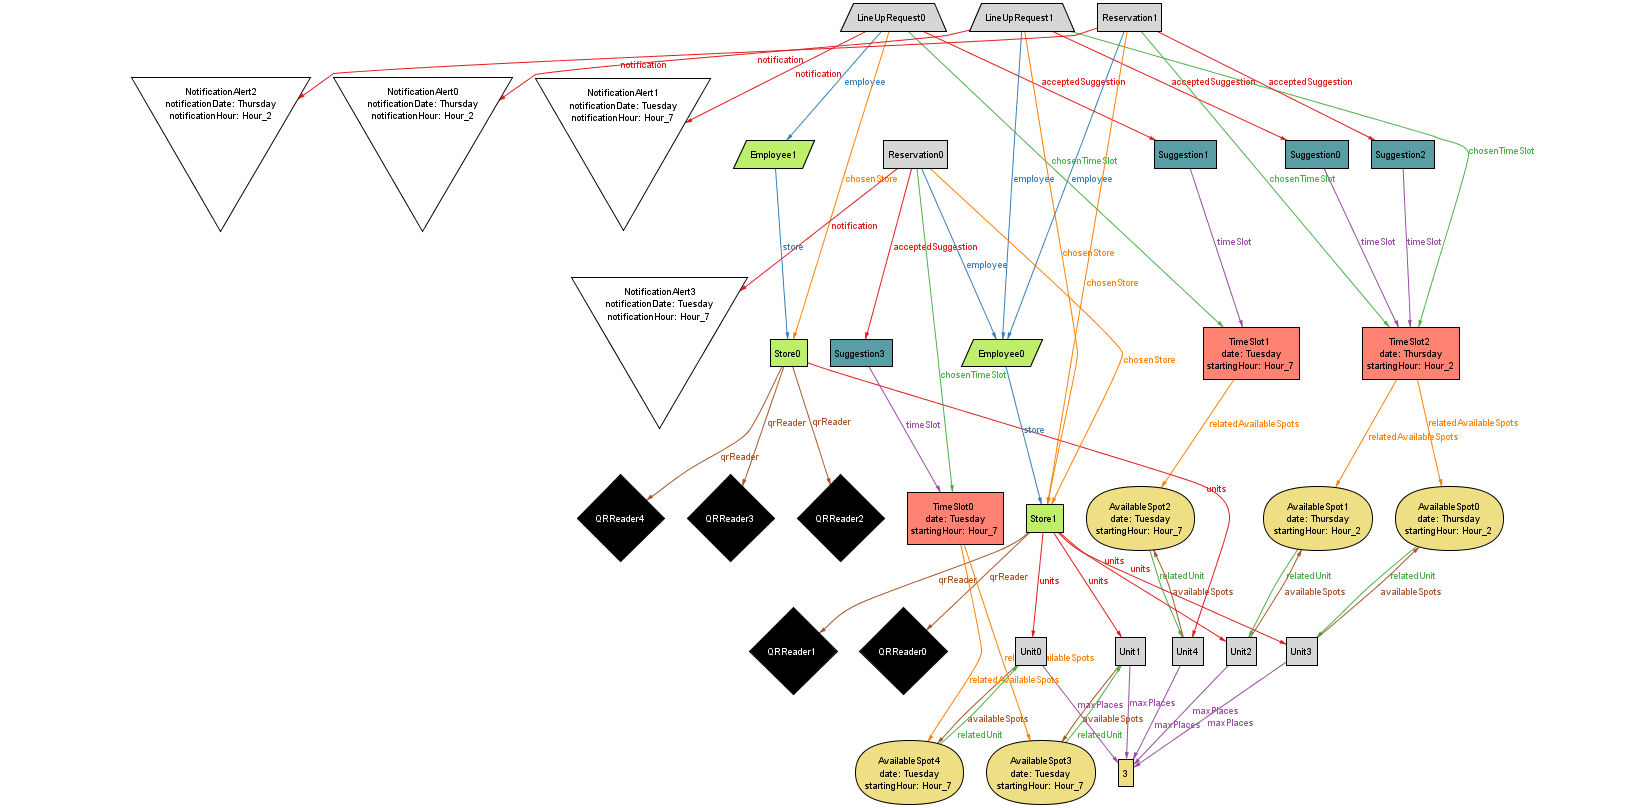 LineUpRequest0
LineUpRequest1
Reservation1
notification
notification
notification
employee
acceptedSuggestion
acceptedSuggestion
acceptedSuggestion
NotificationAlert2
notificationDate: Thursday
notificationHour: Hour_2
NotificationAlert0
notificationDate: Thursday
notificationHour: Hour_2
NotificationAlert1
notificationDate: Tuesday
notificationHour: Hour_7
Employee1
Reservation0
Suggestion1
Suggestion0
Suggestion2
chosenTimeSlot
chosenTimeSlot
chosenStore
employee
employee
chosenTimeSlot
notification
store
acceptedSuggestion
employee
chosenStore
timeSlot
timeSlot
timeSlot
chosenStore
NotificationAlert3
notificationDate: Tuesday
notificationHour: Hour_7
Store0
Suggestion3
Employee0
chosenStore
TimeSlot1
date: Tuesday
startingHour: Hour_7
TimeSlot2
date: Thursday
startingHour: Hour_2
chosenTimeSlot
qrReader
qrReader
timeSlot
store
relatedAvailableSpots
relatedAvailableSpots
relatedAvailableSpots
units
QRReader4
QRReader3
QRReader2
TimeSlot0
date: Tuesday
startingHour: Hour_7
Store1
AvailableSpot2
date: Tuesday
startingHour: Hour_7
AvailableSpot1
date: Thursday
startingHour: Hour_2
AvailableSpot0
date: Thursday
startingHour: Hour_2
qrReader
qrReader
units
units
units
units
relatedUnit
availableSpots
relatedUnit
availableSpots
relatedUnit
availableSpots
QRReader1
QRReader0
Unit0
Unit1
Unit4
Unit2
Unit3
relatedAvailableSpots
relatedAvailableSpots
maxPlaces
maxPlaces
maxPlaces
maxPlaces
maxPlaces
availableSpots
relatedUnit
availableSpots
relatedUnit
AvailableSpot4
date: Tuesday
startingHour: Hour_7
AvailableSpot3
date: Tuesday
startingHour: Hour_7
3